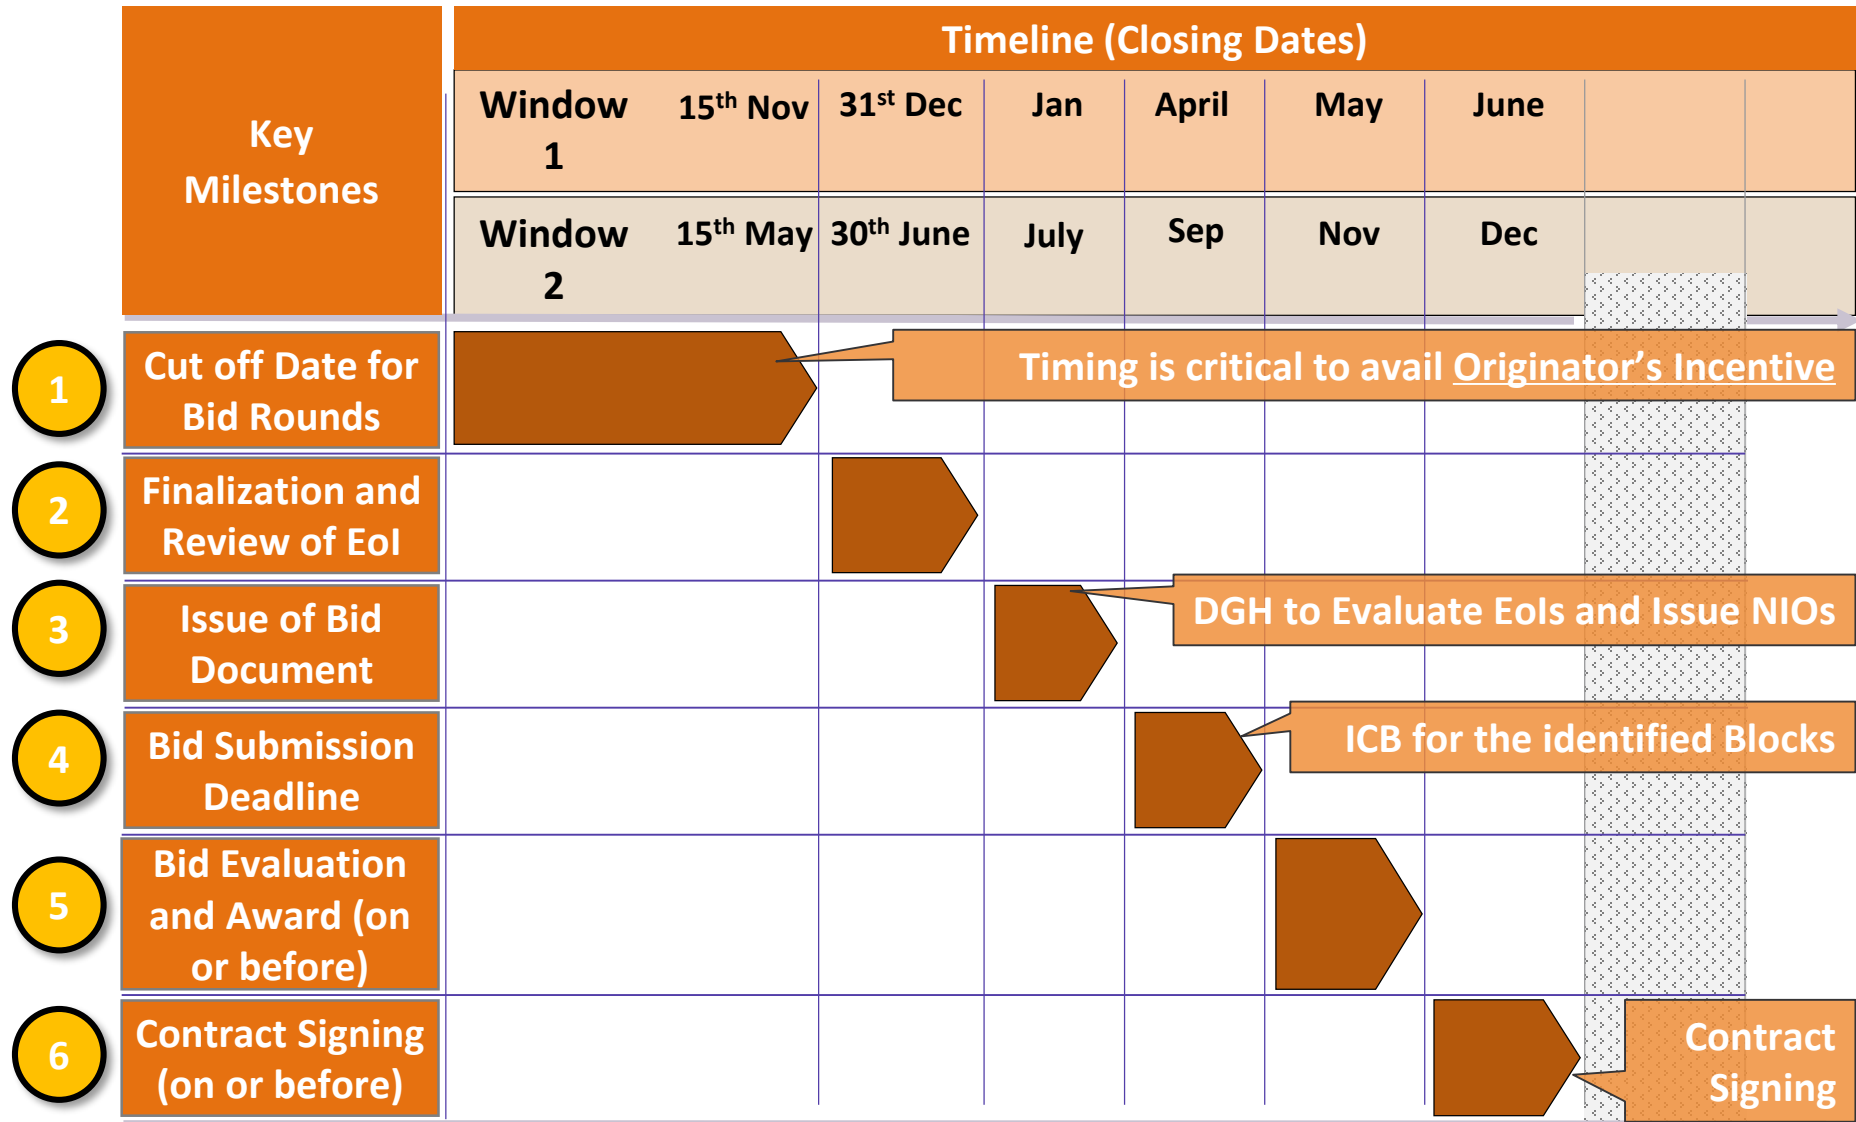 Key
Milestones
Timeline (Closing Dates)
Window
1
15th Nov
31st Dec
Jan
April
May
June
Window
2
15th May
30th June
July
Sep
Nov
Dec
1
Cut off Date for
Bid Rounds
Timing is critical to avail Originator’s Incentive
2
Finalization and
Review of EoI
3
Issue of Bid
Document
DGH to Evaluate EoIs and Issue NIOs
4
Bid Submission
Deadline
ICB for the identified Blocks
5
Bid Evaluation
and Award (on
or before)
6
Contract Signing
(on or before)
Contract
Signing